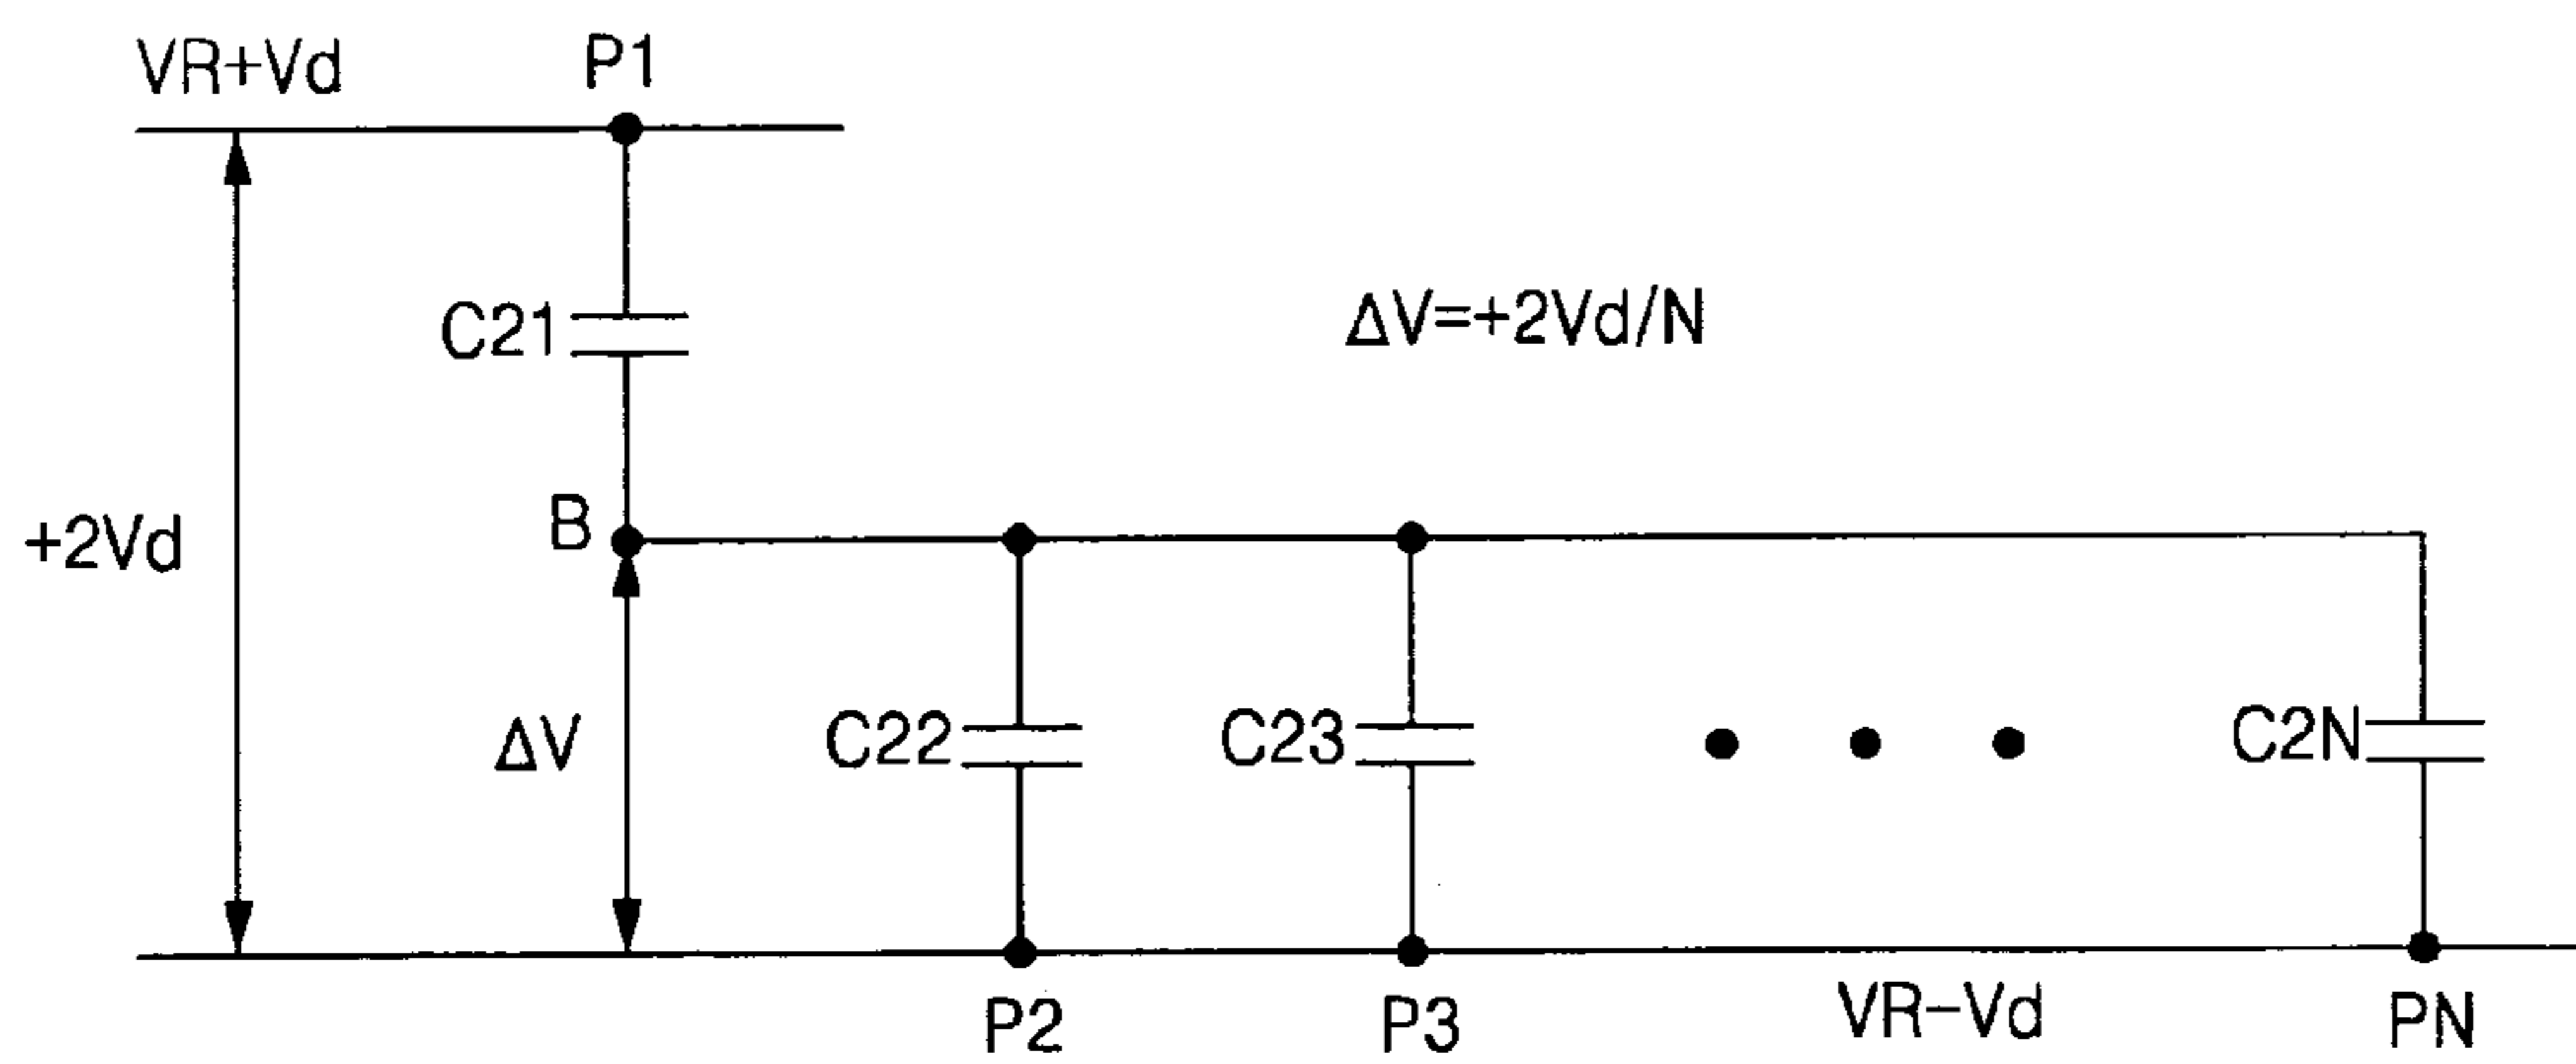 VR+Vd
P1
C21
ΔV=+2Vd/N
+2Vd
B
ΔV
C22
C23
C2N
P2
P3
VR-Vd
PN